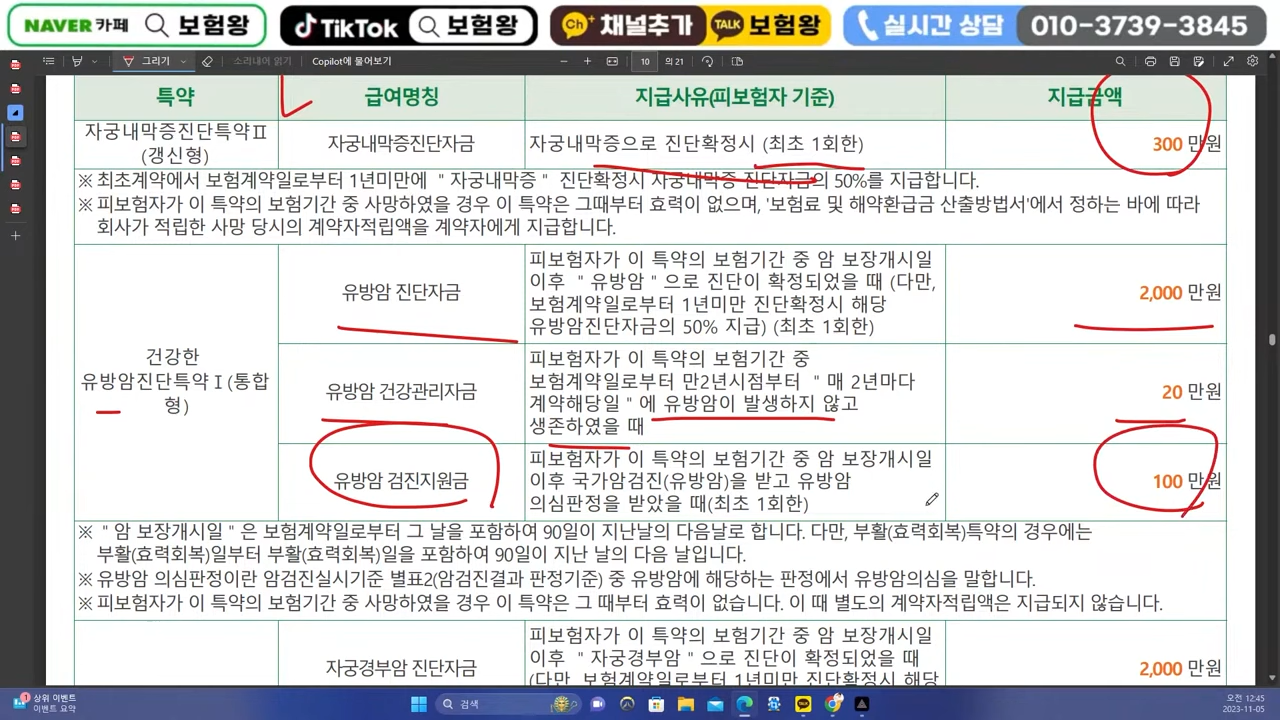 NAVER 카페 보험왕 TikTok 보험왕 Ch+ 채널추가 TALK 보험왕 실시간 상담 010-3739-3845
그리기 소리내어 읽기 Copilot에 물어보기 10 의 21
특약 급여명칭 지급사유(피보험자 기준) 지급금액
자궁내막증진단특약Ⅱ
(갱신형)
자궁내막증진단자금
자궁내막증으로 진단확정시 (최초 1회한)
300 만원
※ 최초계약에서 보험계약일로부터 1년미만에 " 자궁내막증 " 진단확정시 자궁내막증 진단자금의 50%를 지급합니다.
※ 피보험자가 이 특약의 보험기간 중 사망하였을 경우 이 특약은 그때부터 효력이 없으며, '보험료 및 해약환급금 산출방법서'에서 정하는 바에 따라
회사가 적립한 사망 당시의 계약자적립액을 계약자에게 지급합니다.
건강한
유방암진단특약Ⅰ(통합
형)
유방암 진단자금
피보험자가 이 특약의 보험기간 중 암 보장개시일
이후 " 유방암 " 으로 진단이 확정되었을 때 (다만,
보험계약일로부터 1년미만 진단확정시 해당
유방암진단자금의 50% 지급) (최초 1회한)
2,000 만원
유방암 건강관리자금
피보험자가 이 특약의 보험기간 중
보험계약일로부터 만2년시점부터 " 매 2년마다
계약해당일 " 에 유방암이 발생하지 않고
생존하였을 때
20 만원
유방암 검진지원금
피보험자가 이 특약의 보험기간 중 암 보장개시일
이후 국가암검진(유방암)을 받고 유방암
의심판정을 받았을 때(최초 1회한)
100 만원
※ " 암 보장개시일 " 은 보험계약일로부터 그 날을 포함하여 90일이 지난날의 다음날로 합니다. 다만, 부활(효력회복)특약의 경우에는
부활(효력회복)일부터 부활(효력회복)일을 포함하여 90일이 지난 날의 다음 날입니다.
※ 유방암 의심판정이란 암검진실시기준 별표2(암검진결과 판정기준) 중 유방암에 해당하는 판정에서 유방암의심을 말합니다.
※ 피보험자가 이 특약의 보험기간 중 사망하였을 경우 이 특약은 그 때부터 효력이 없습니다. 이 때 별도의 계약자적립액은 지급되지 않습니다.
자궁경부암 진단자금
피보험자가 이 특약의 보험기간 중 암 보장개시일
이후 " 자궁경부암 " 으로 진단이 확정되었을 때
(다만, 보험계약일로부터 1년미만 진단확정시 해당
2,000 만원
1 상위 이벤트
이벤트 요약
검색
TALK
오전 12:45
2023-11-05